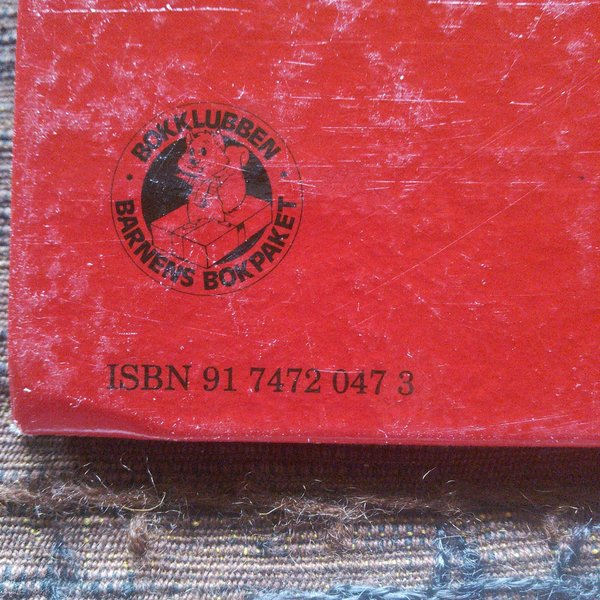 BOKKLUBBEN
BARNENS BOKPAKET
ISBN 91 7472 047 3